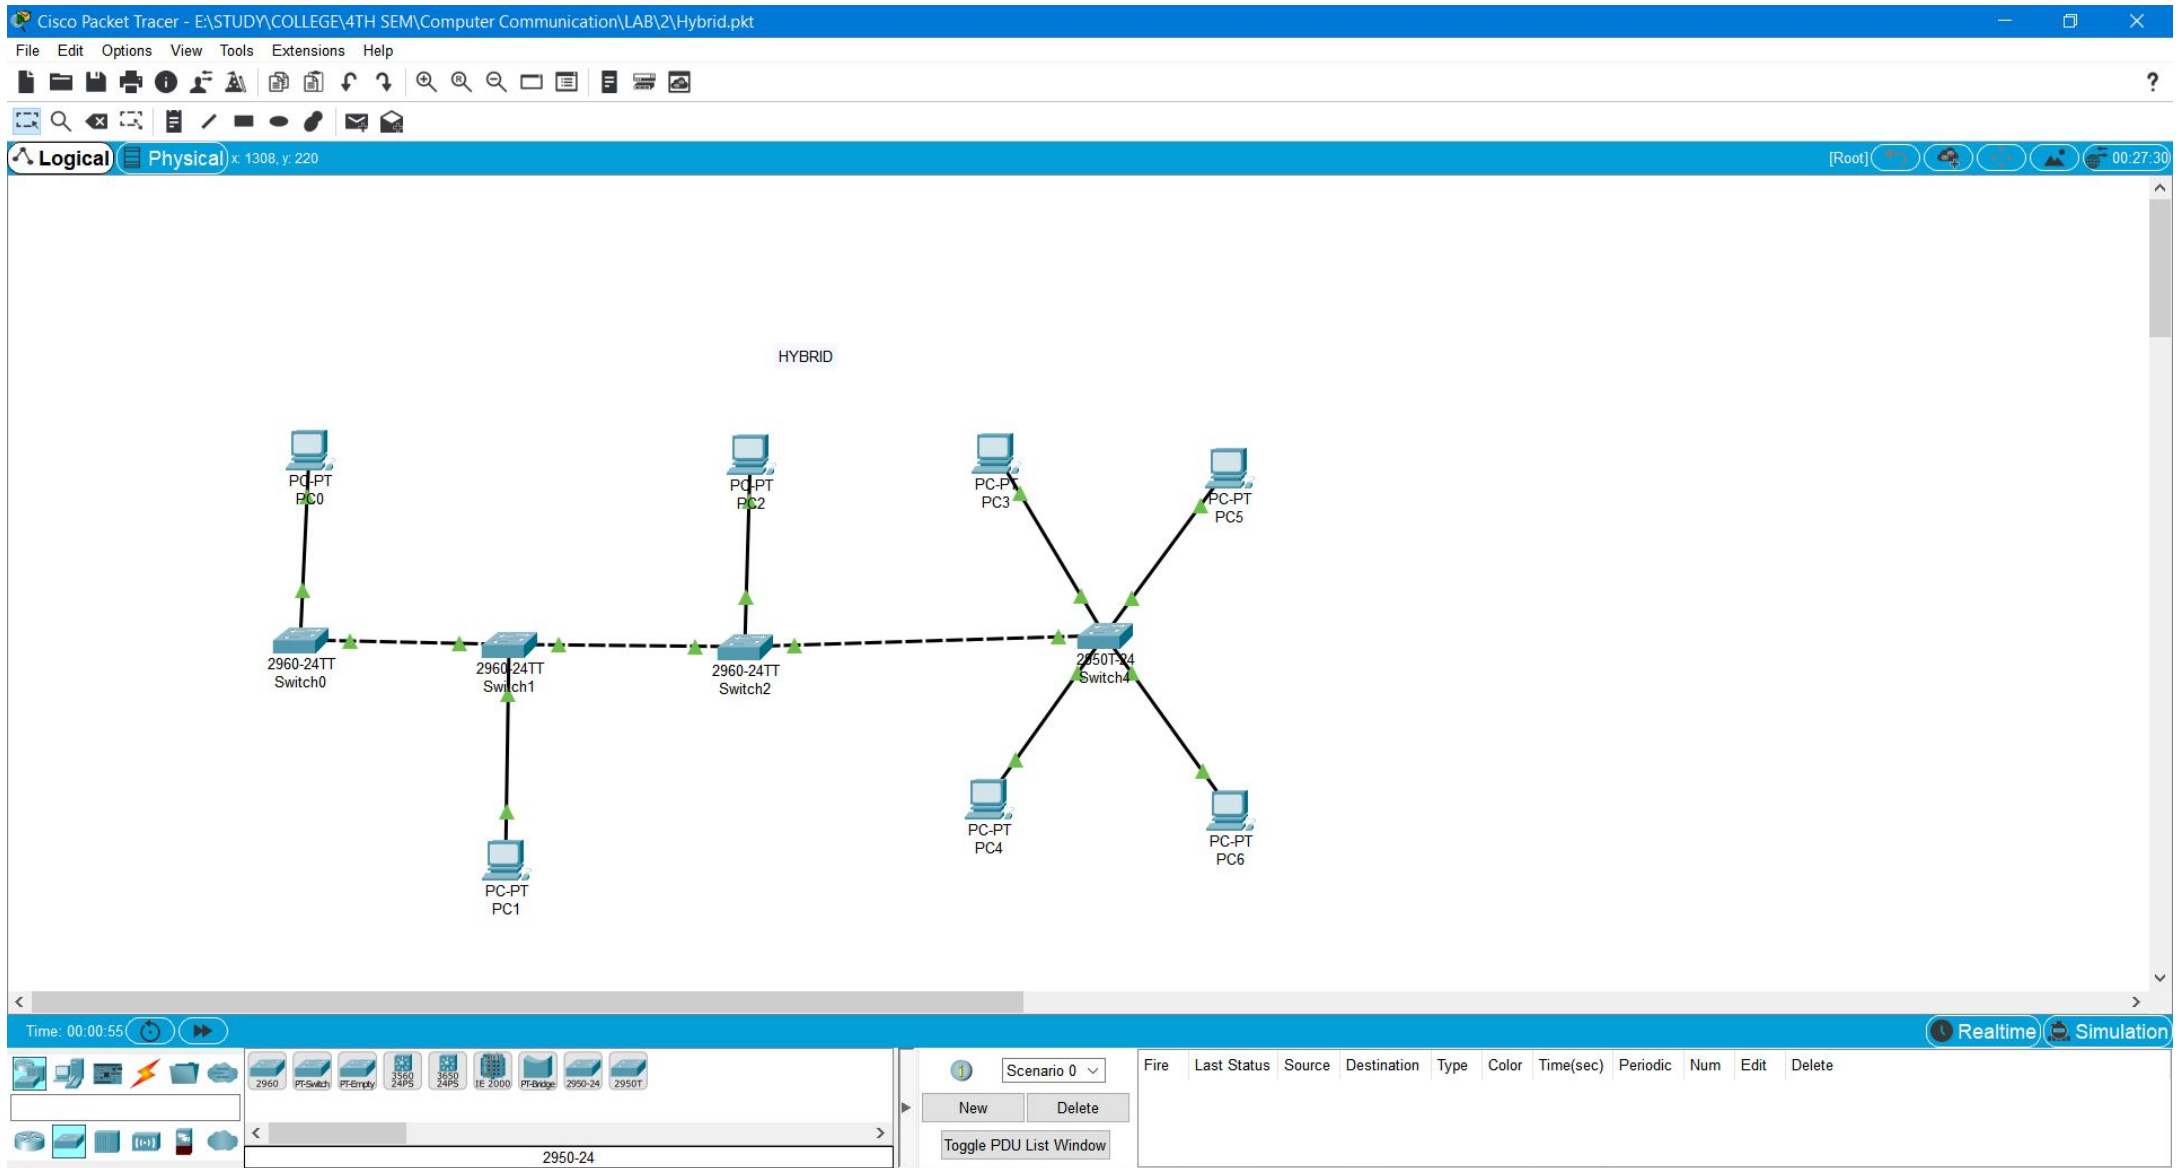 Cisco Packet Tracer - E:\STUDY\COLLEGE\4TH SEM\Computer Communication\LAB\2\Hybrid.pkt
File Edit Options View Tools Extensions Help
?
Logical Physical x: 1308, y: 220 [Root] 00:27:30
HYBRID
PC-PT
PC0
PC-PT
PC2
PC-PT
PC3
PC-PT
PC5
2960-24TT
Switch0
2960-24TT
Switch1
2960-24TT
Switch2
2950T-24
Switch4
PC-PT
PC4
PC-PT
PC6
PC-PT
PC1
Time: 00:00:55 Realtime Simulation
2960 PT-Switch PT-Empty 3560 24PS 3650 24PS IE 2000 PT-Bridge 2950-24 2950T
Scenario 0
New Delete
Toggle PDU List Window
Fire Last Status Source Destination Type Color Time(sec) Periodic Num Edit Delete
2950-24